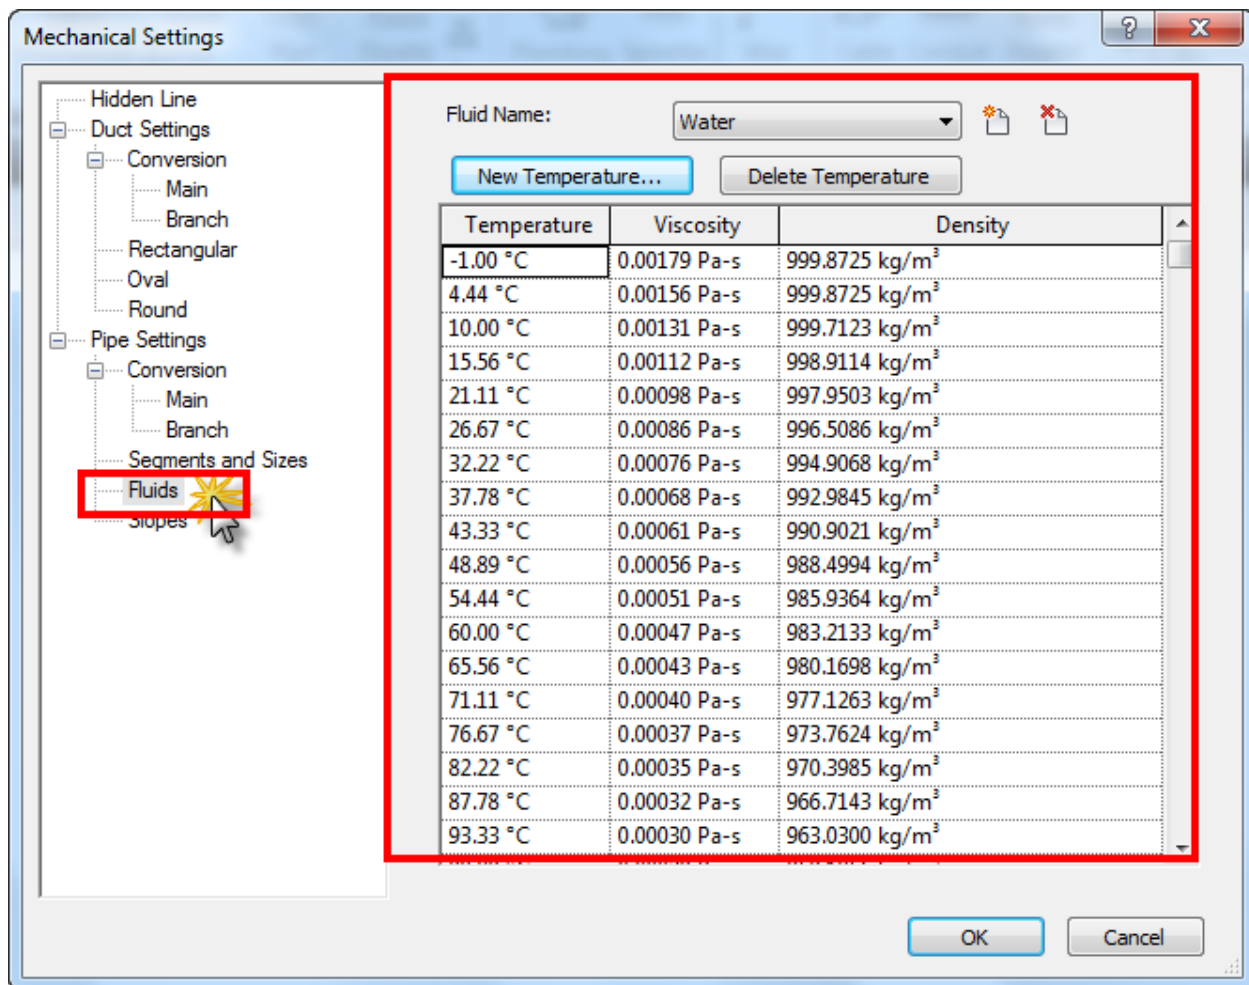 Mechanical Settings
Hidden Line
Duct Settings
Conversion
Main
Branch
Rectangular
Oval
Round
Pipe Settings
Conversion
Main
Branch
Segments and Sizes
Fluids
Slopes
Fluid Name: Water
New Temperature... Delete Temperature
Temperature Viscosity Density
-1.00 °C 0.00179 Pa-s 999.8725 kg/m³
4.44 °C 0.00156 Pa-s 999.8725 kg/m³
10.00 °C 0.00131 Pa-s 999.7123 kg/m³
15.56 °C 0.00112 Pa-s 998.9114 kg/m³
21.11 °C 0.00098 Pa-s 997.9503 kg/m³
26.67 °C 0.00086 Pa-s 996.5086 kg/m³
32.22 °C 0.00076 Pa-s 994.9068 kg/m³
37.78 °C 0.00068 Pa-s 992.9845 kg/m³
43.33 °C 0.00061 Pa-s 990.9021 kg/m³
48.89 °C 0.00056 Pa-s 988.4994 kg/m³
54.44 °C 0.00051 Pa-s 985.9364 kg/m³
60.00 °C 0.00047 Pa-s 983.2133 kg/m³
65.56 °C 0.00043 Pa-s 980.1698 kg/m³
71.11 °C 0.00040 Pa-s 977.1263 kg/m³
76.67 °C 0.00037 Pa-s 973.7624 kg/m³
82.22 °C 0.00035 Pa-s 970.3985 kg/m³
87.78 °C 0.00032 Pa-s 966.7143 kg/m³
93.33 °C 0.00030 Pa-s 963.0300 kg/m³
OK Cancel